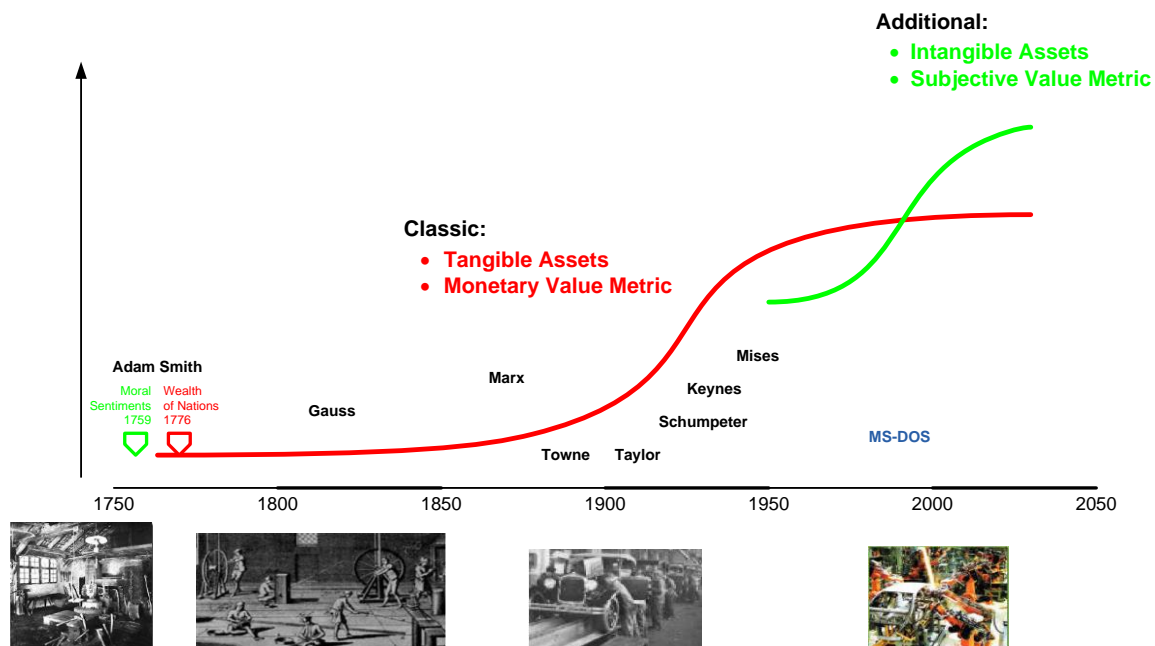 Additional:
• Intangible Assets
• Subjective Value Metric
Classic:
• Tangible Assets
• Monetary Value Metric
Adam Smith
Moral
Sentiments
1759
Wealth
of Nations
1776
Gauss
Marx
Mises
Keynes
Schumpeter
Towne
Taylor
MS-DOS
1750
1800
1850
1900
1950
2000
2050